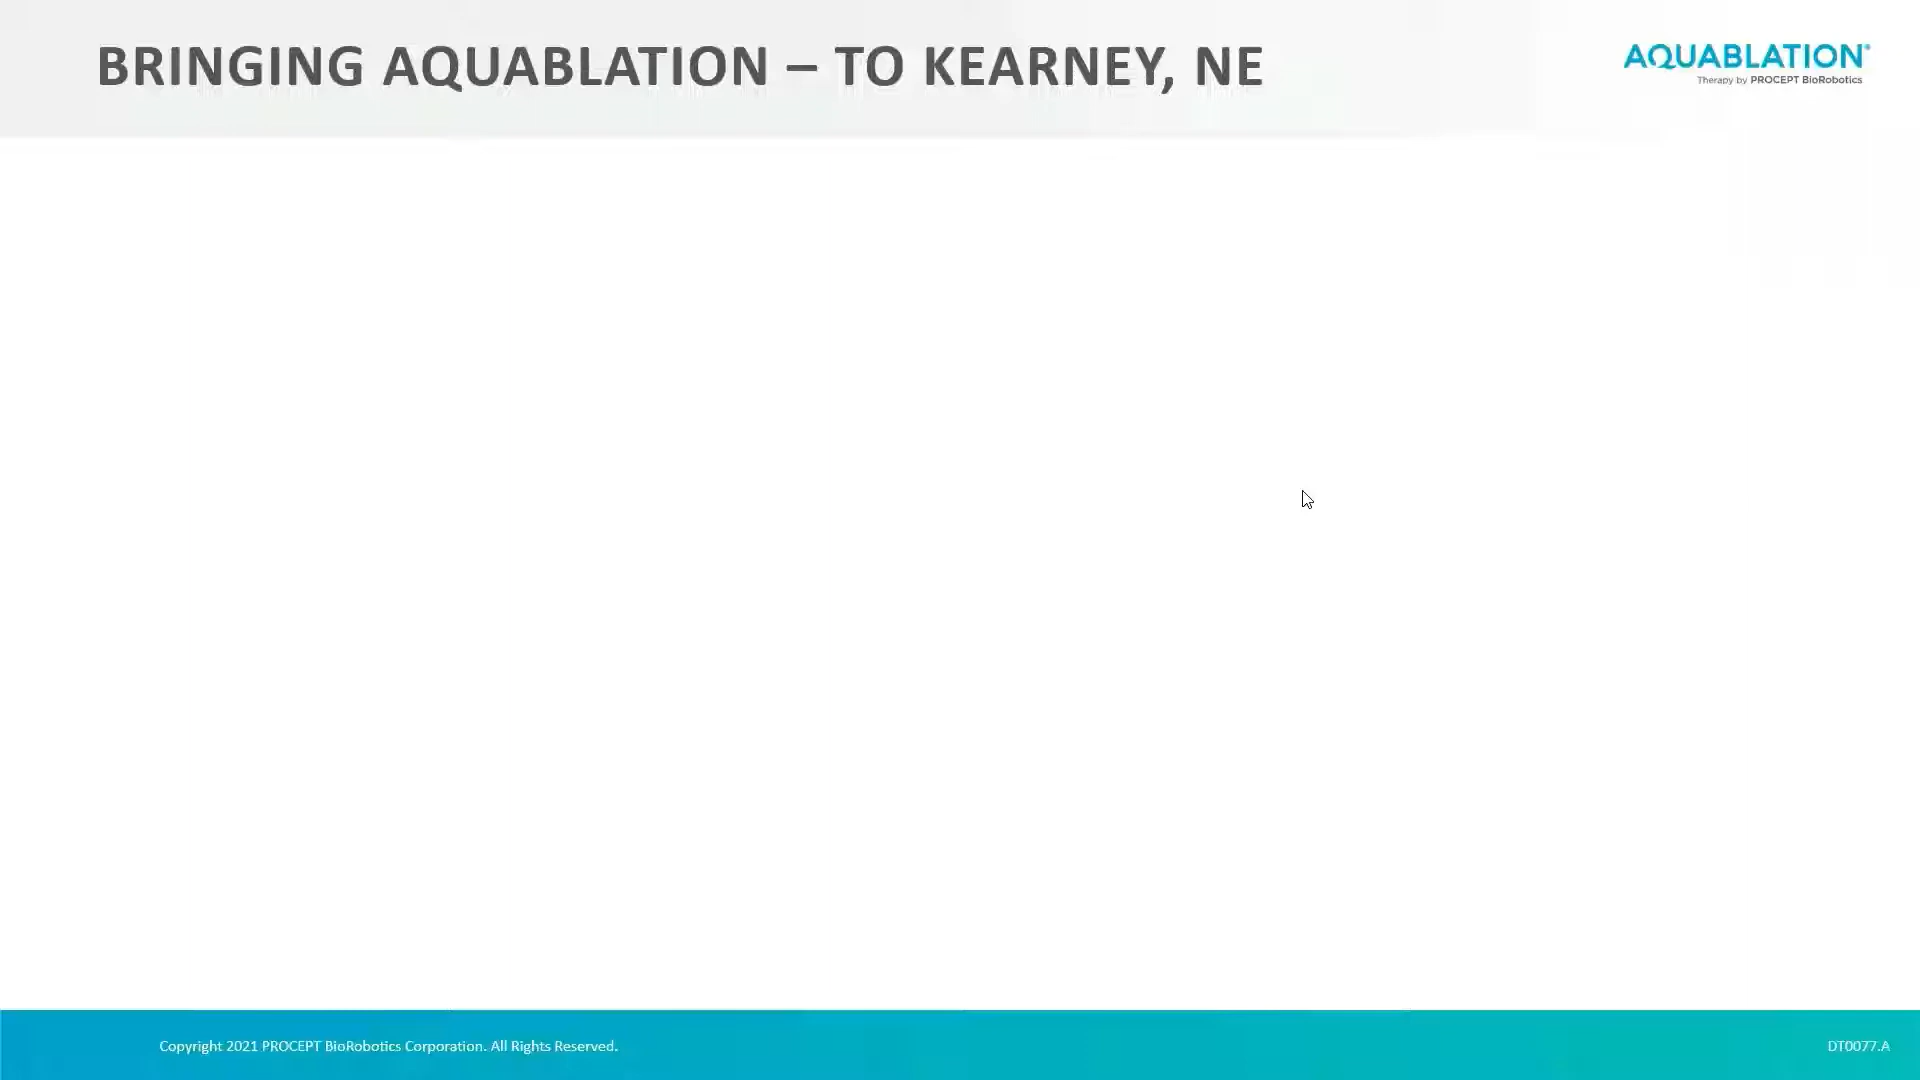 BRINGING AQUABLATION – TO KEARNEY, NE
AQUABLATION®
Therapy by PROCEPT BioRobotics
Copyright 2021 PROCEPT BioRobotics Corporation. All Rights Reserved.
DT0077.A